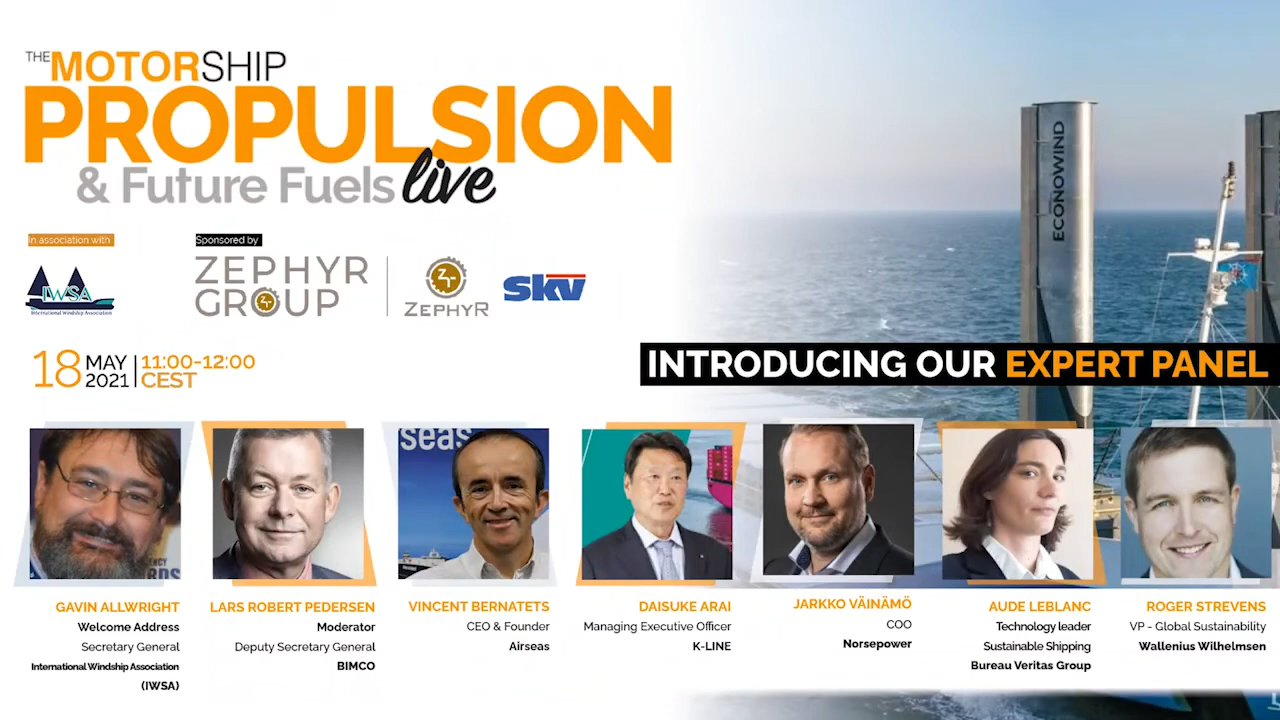 THE MOTORSHIP
PROPULSION
& Future Fuels live
In association with
Sponsored by
IWSA
International Windship Association
ZEPHYR
GROUP
ZEPHYR
SKV
18 MAY 2021
11:00-12:00
CEST
ECONOWIND
INTRODUCING OUR EXPERT PANEL
seas
GAVIN ALLWRIGHT
Welcome Address
Secretary General
International Windship Association
(IWSA)
LARS ROBERT PEDERSEN
Moderator
Deputy Secretary General
BIMCO
VINCENT BERNATETS
CEO & Founder
Airseas
DAISUKE ARAI
Managing Executive Officer
K-LINE
JARKKO VÄINÄMÖ
COO
Norsepower
AUDE LEBLANC
Technology leader
Sustainable Shipping
Bureau Veritas Group
ROGER STREVENS
VP - Global Sustainability
Wallenius Wilhelmsen